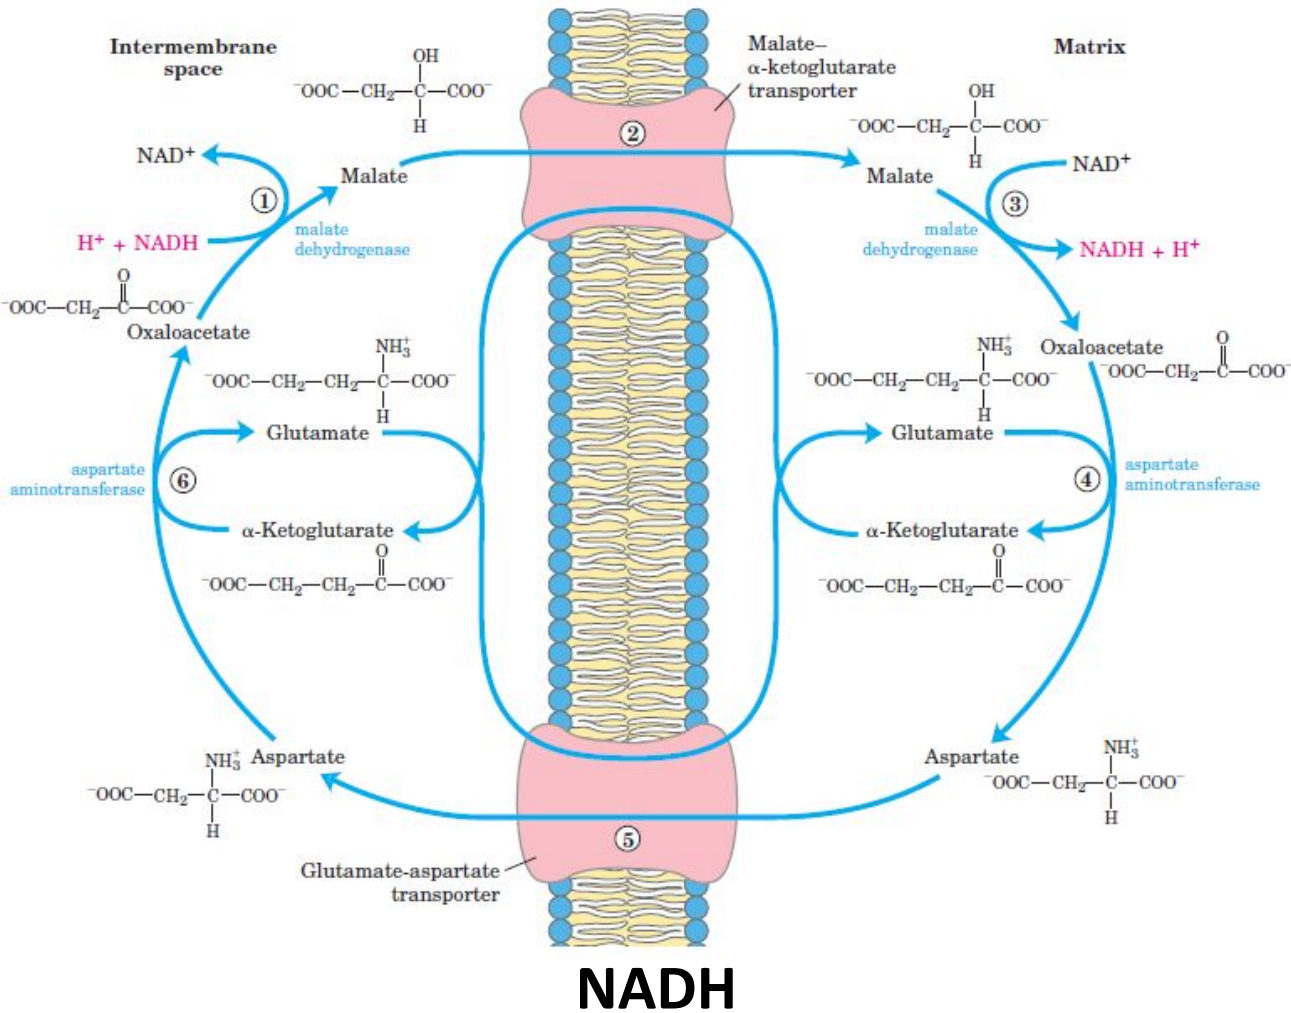 Intermembrane
space
OH
⁻OOC—CH₂—C—COO⁻
H
Malate–
α-ketoglutarate
transporter
Matrix
OH
⁻OOC—CH₂—C—COO⁻
H
NAD⁺
Malate
②
Malate
NAD⁺
①
③
H⁺ + NADH
malate
dehydrogenase
malate
dehydrogenase
NADH + H⁺
O
⁻OOC—CH₂—C—COO⁻
Oxaloacetate
NH₃⁺
⁻OOC—CH₂—CH₂—C—COO⁻
H
Glutamate
NH₃⁺
⁻OOC—CH₂—CH₂—C—COO⁻
H
Glutamate
Oxaloacetate
O
⁻OOC—CH₂—C—COO⁻
aspartate
aminotransferase
⑥
④
aspartate
aminotransferase
α-Ketoglutarate
O
⁻OOC—CH₂—CH₂—C—COO⁻
α-Ketoglutarate
O
⁻OOC—CH₂—CH₂—C—COO⁻
Aspartate
NH₃⁺
⁻OOC—CH₂—C—COO⁻
H
Aspartate
NH₃⁺
⁻OOC—CH₂—C—COO⁻
H
⑤
Glutamate-aspartate
transporter
NADH